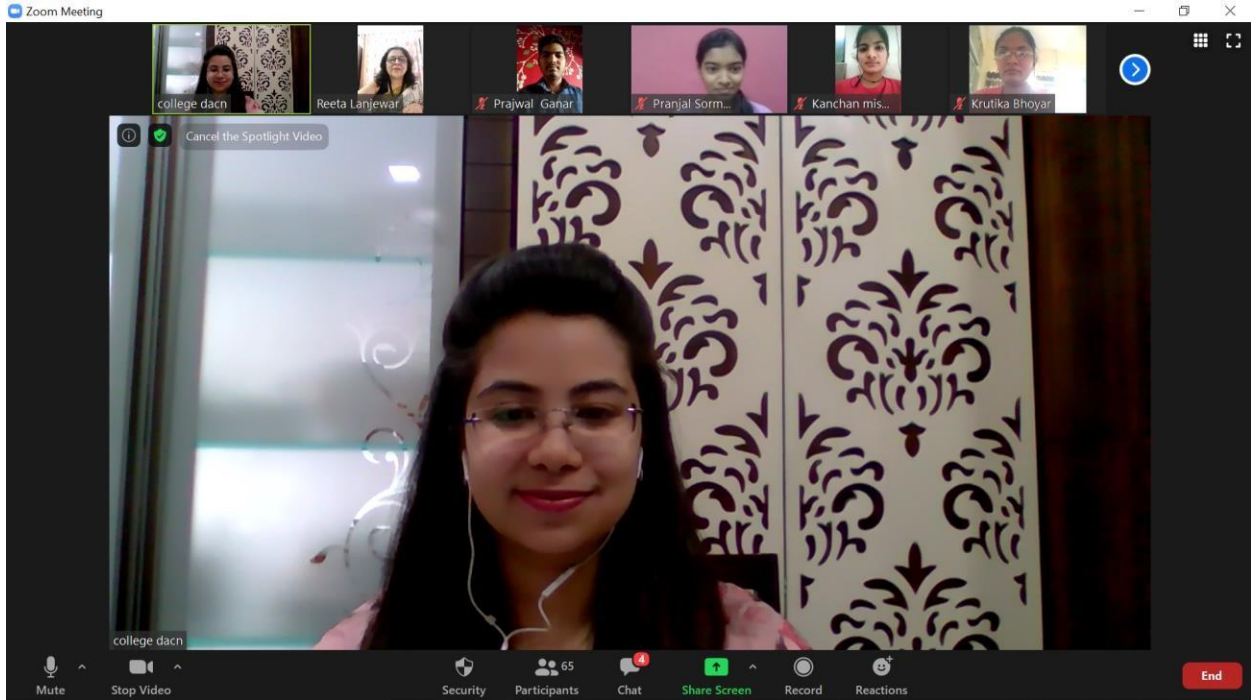 Zoom Meeting
college dacn
Reeta Lanjewar
Prajwal Ganar
Pranjal Sorm...
Kanchan mis...
Krutika Bhoyar
Cancel the Spotlight Video
college dacn
Mute
Stop Video
Security
65
Participants
4
Chat
Share Screen
Record
Reactions
End